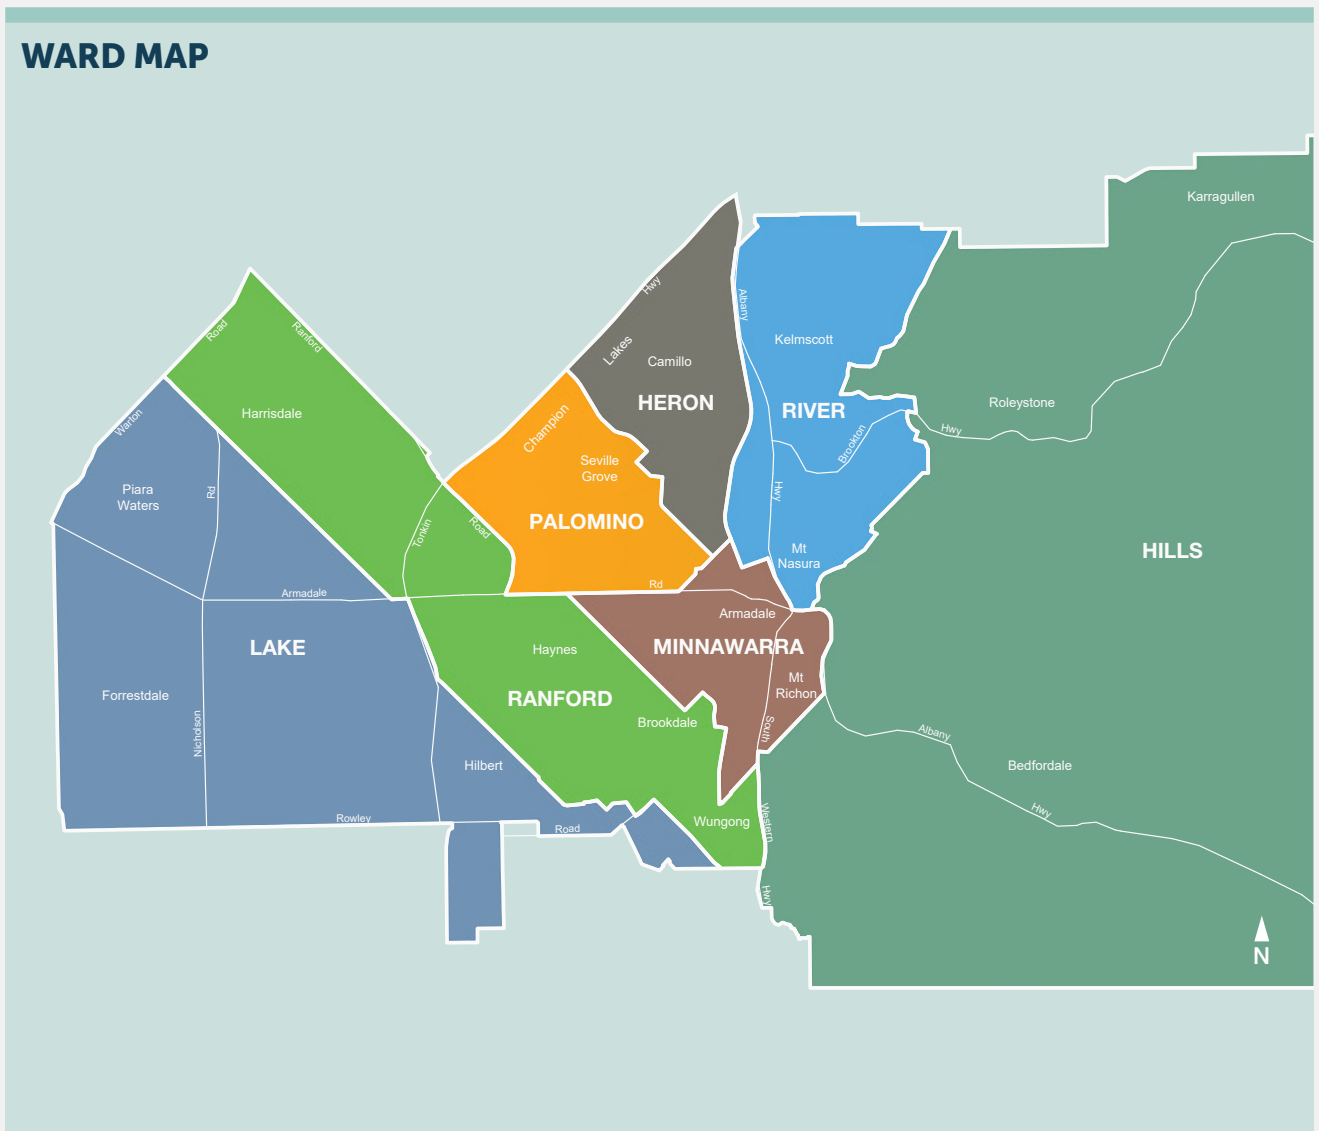 WARD MAP
Karragullen
Hwy
Albany
Road
Ranford
Kelmscott
Lakes
Camillo
HERON
Roleystone
RIVER
Harrisdale
Champion
Warton
Hwy
Brookton
Seville
Grove
Piara
Waters
Rd
Hwy
PALOMINO
Road
Tonkin
HILLS
Mt
Nasura
Rd
Armadale
Armadale
LAKE
Haynes
MINNAWARRA
Mt
Richon
Forrestdale
RANFORD
Brookdale
South
Nicholson
Albany
Hilbert
Bedfordale
Hwy
Rowley
Road
Wungong
Western
Hwy
N